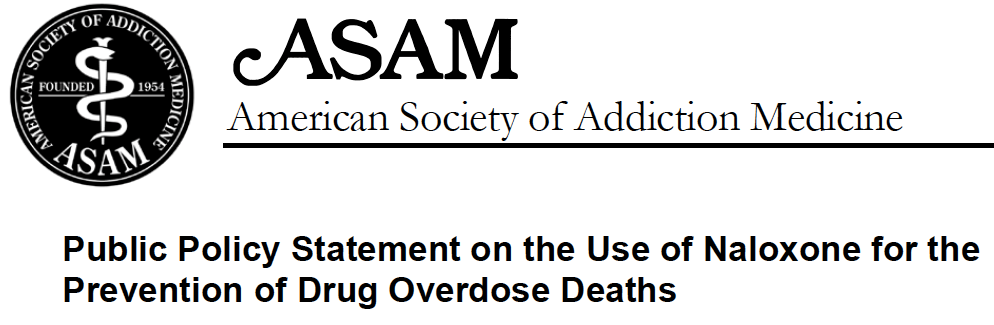 AMERICAN SOCIETY OF ADDICTION MEDICINE
FOUNDED 1954
ASAM
ASAM
American Society of Addiction Medicine
Public Policy Statement on the Use of Naloxone for the
Prevention of Drug Overdose Deaths